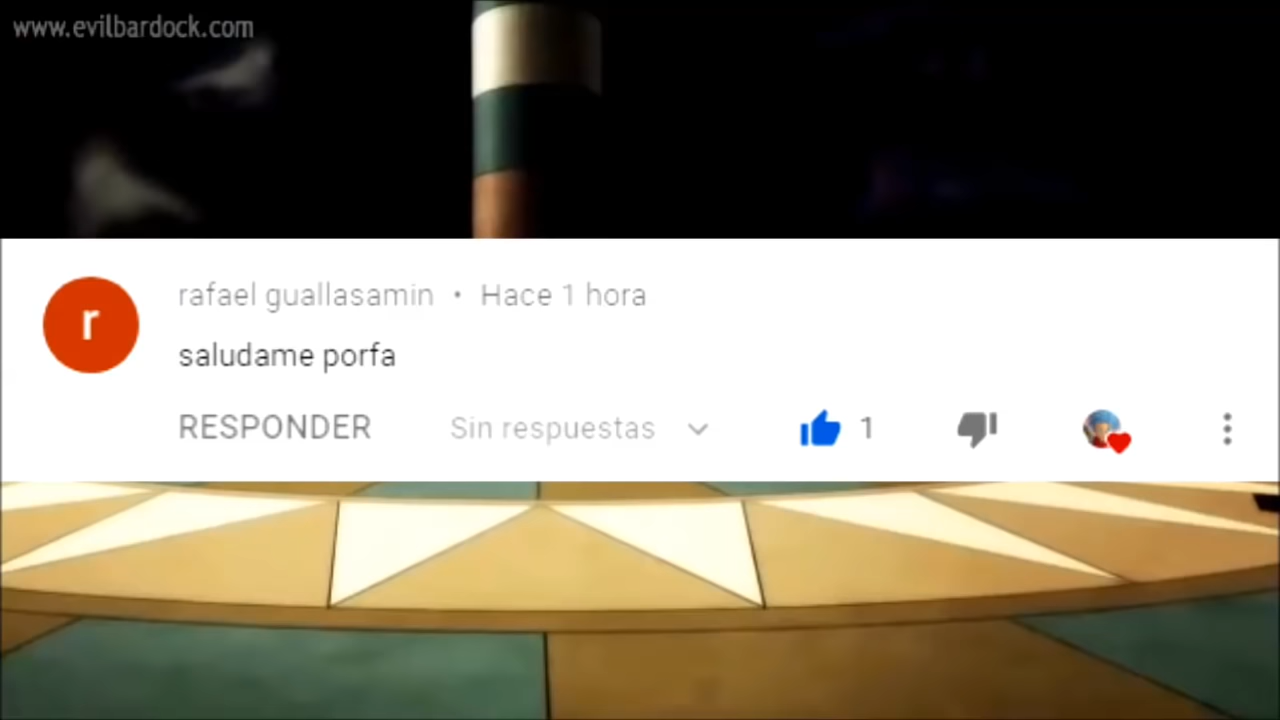 www.evilbardock.com
r
rafael guallasamin • Hace 1 hora
saludame porfa
RESPONDER Sin respuestas 1